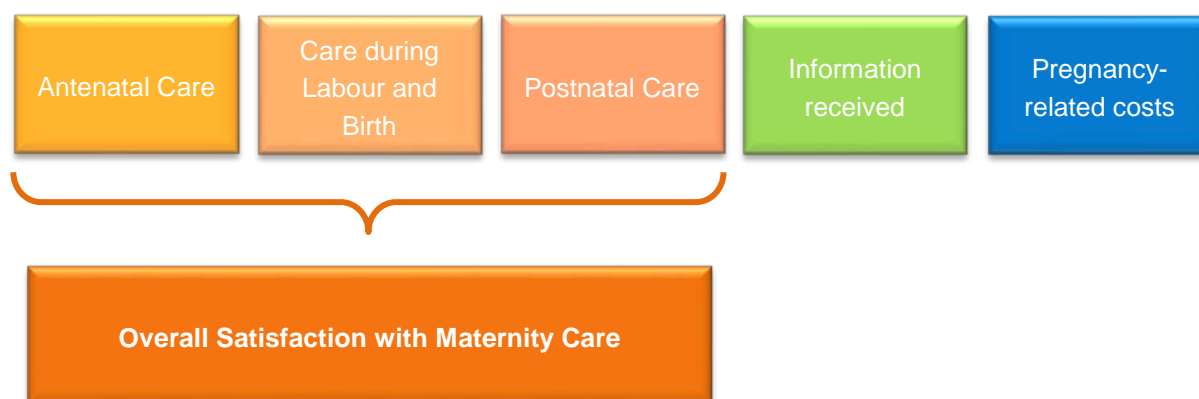 Antenatal Care
Care during
Labour and
Birth
Postnatal Care
Information
received
Pregnancy-
related costs
Overall Satisfaction with Maternity Care